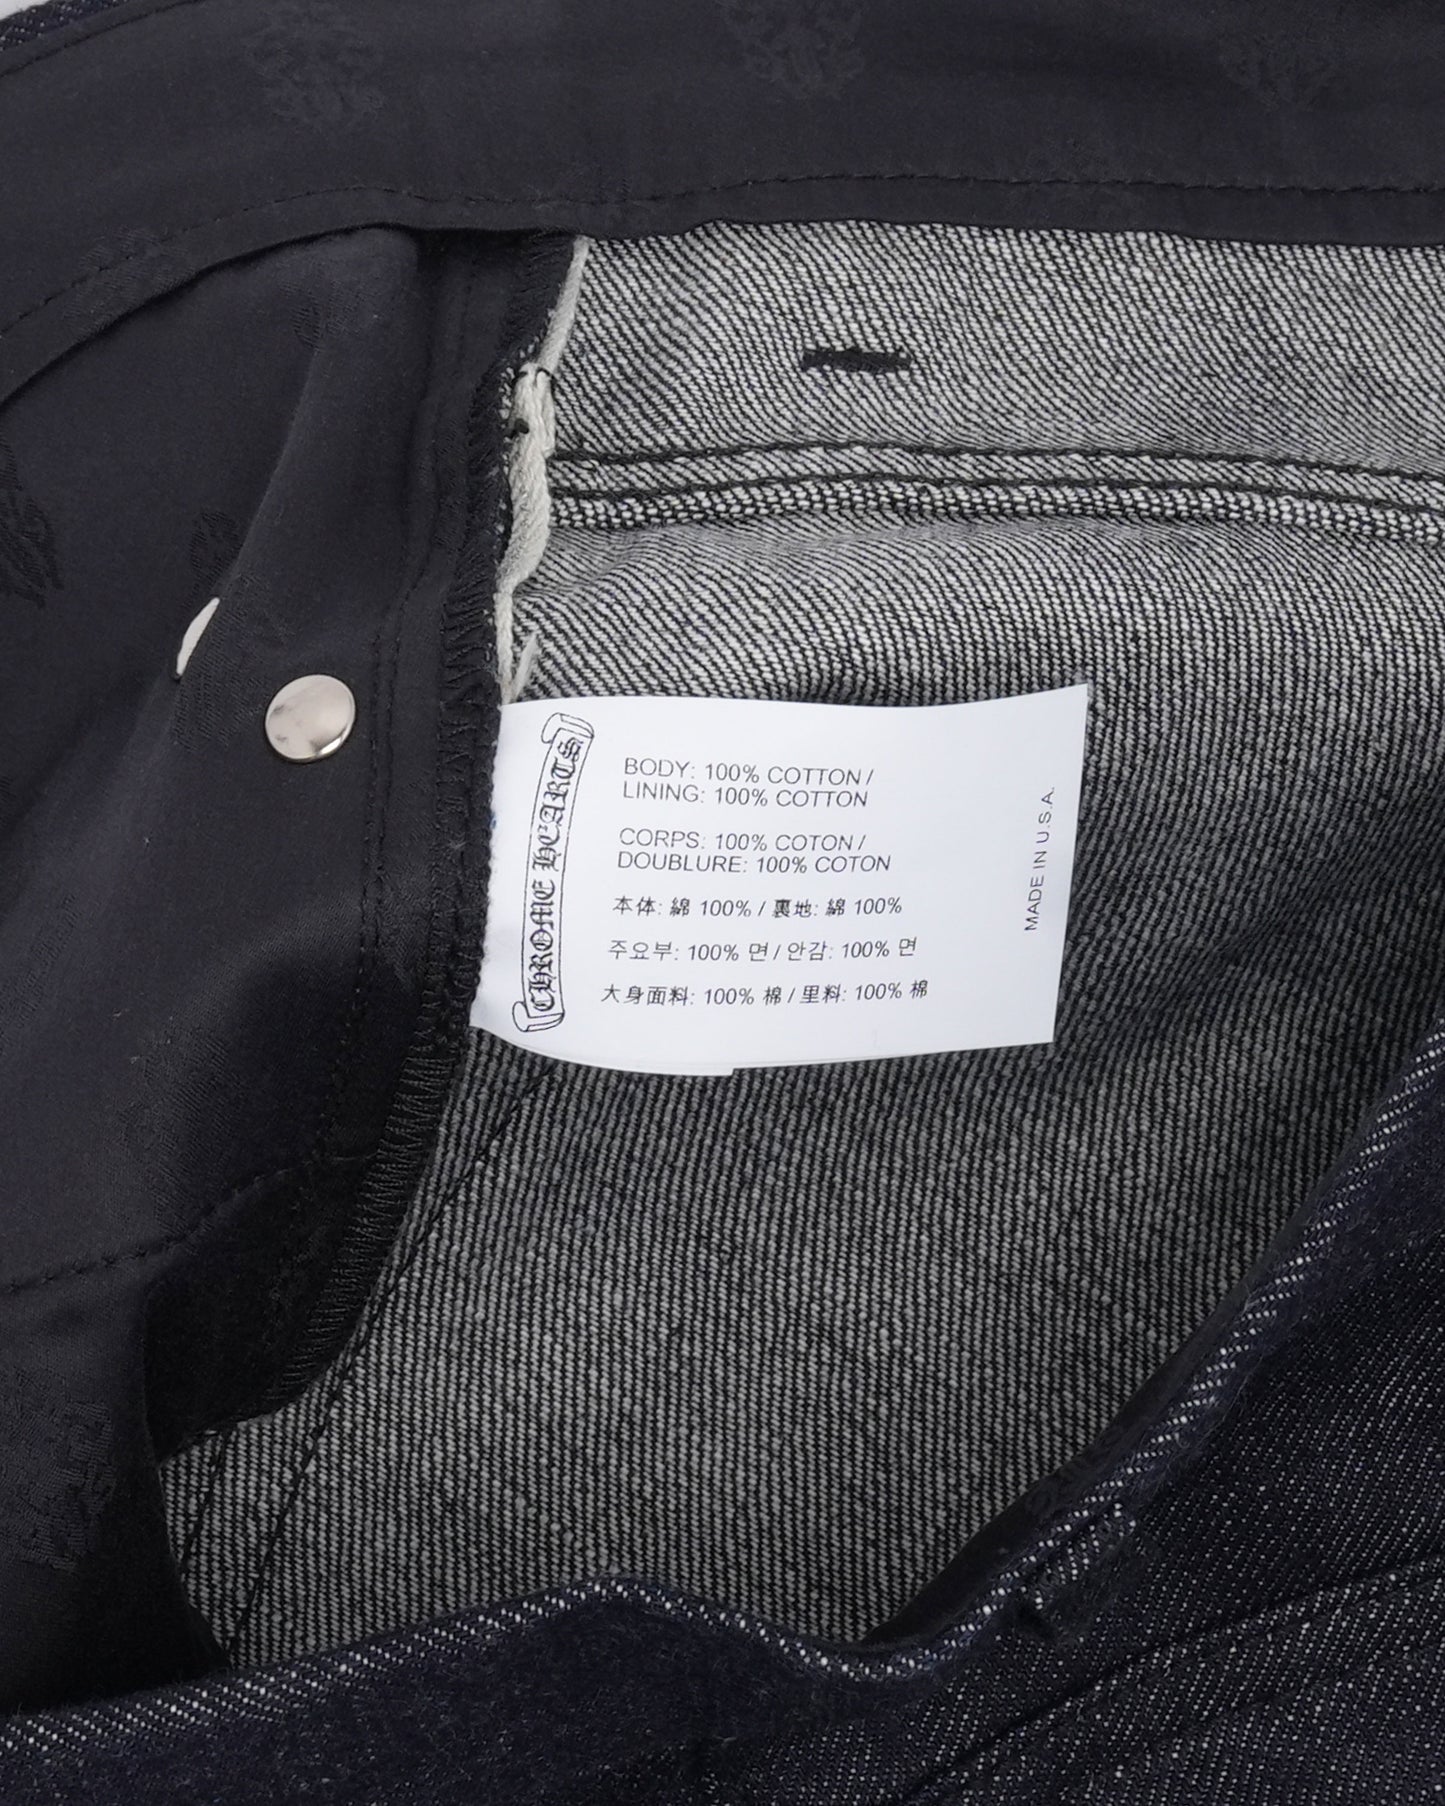 CHROME HEARTS
BODY: 100% COTTON /
LINING: 100% COTTON
CORPS: 100% COTON /
DOUBLURE: 100% COTON
本体: 綿 100% / 裏地: 綿 100%
주요부: 100% 면 / 안감: 100% 면
大身面料: 100% 棉 / 里料: 100% 棉
MADE IN U.S.A.